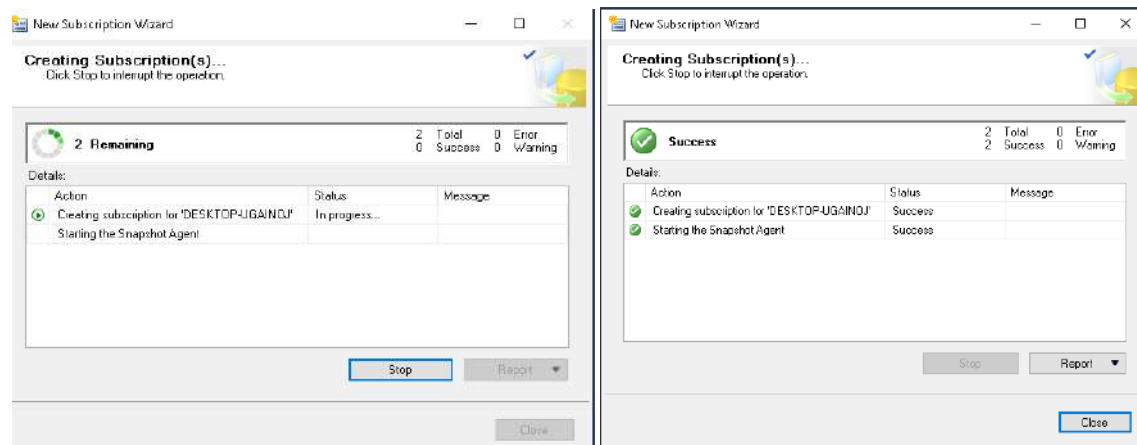 New Subscription Wizard
Creating Subscription(s)...
Click Stop to interrupt the operation.
2 Remaining
2 Total 0 Error
0 Success 0 Warning
Details:
Action Status Message
Creating subscription for 'DESKTOP-UGAINOJ' In progress...
Starting the Snapshot Agent
Stop Report
Close
New Subscription Wizard
Creating Subscription(s)...
Click Stop to interrupt the operation.
Success
2 Total 0 Error
2 Success 0 Warning
Details:
Action Status Message
Creating subscription for 'DESKTOP-UGAINOJ' Success
Starting the Snapshot Agent Success
Stop Report
Close